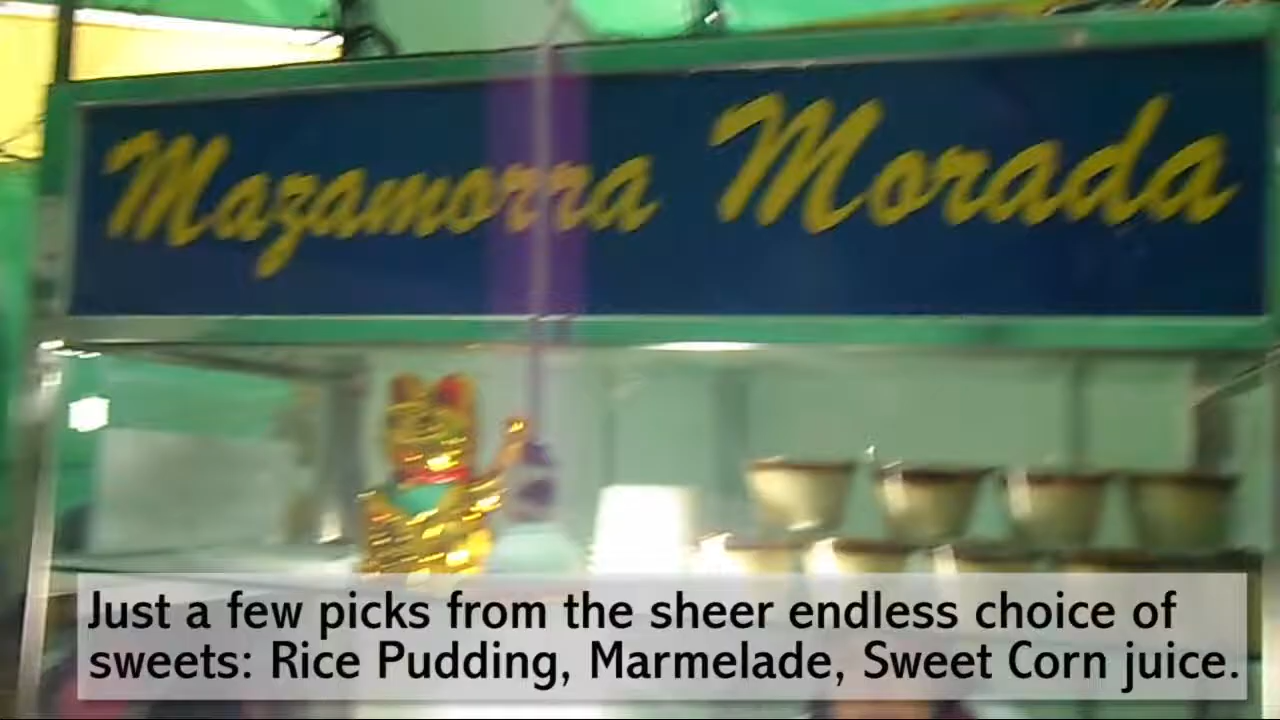 Mazamorra Morada
Just a few picks from the sheer endless choice of
sweets: Rice Pudding, Marmelade, Sweet Corn juice.